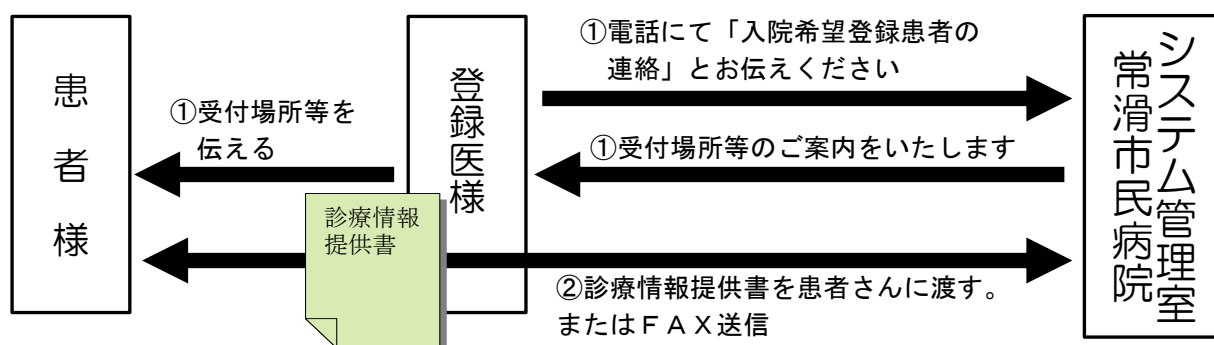 患者様
①受付場所等を
伝える
診療情報
提供書
登録医様
①電話にて「入院希望登録患者の
連絡」とお伝えください
①受付場所等のご案内をいたします
②診療情報提供書を患者さんに渡す。
またはＦＡＸ送信
システム管理室
常滑市民病院